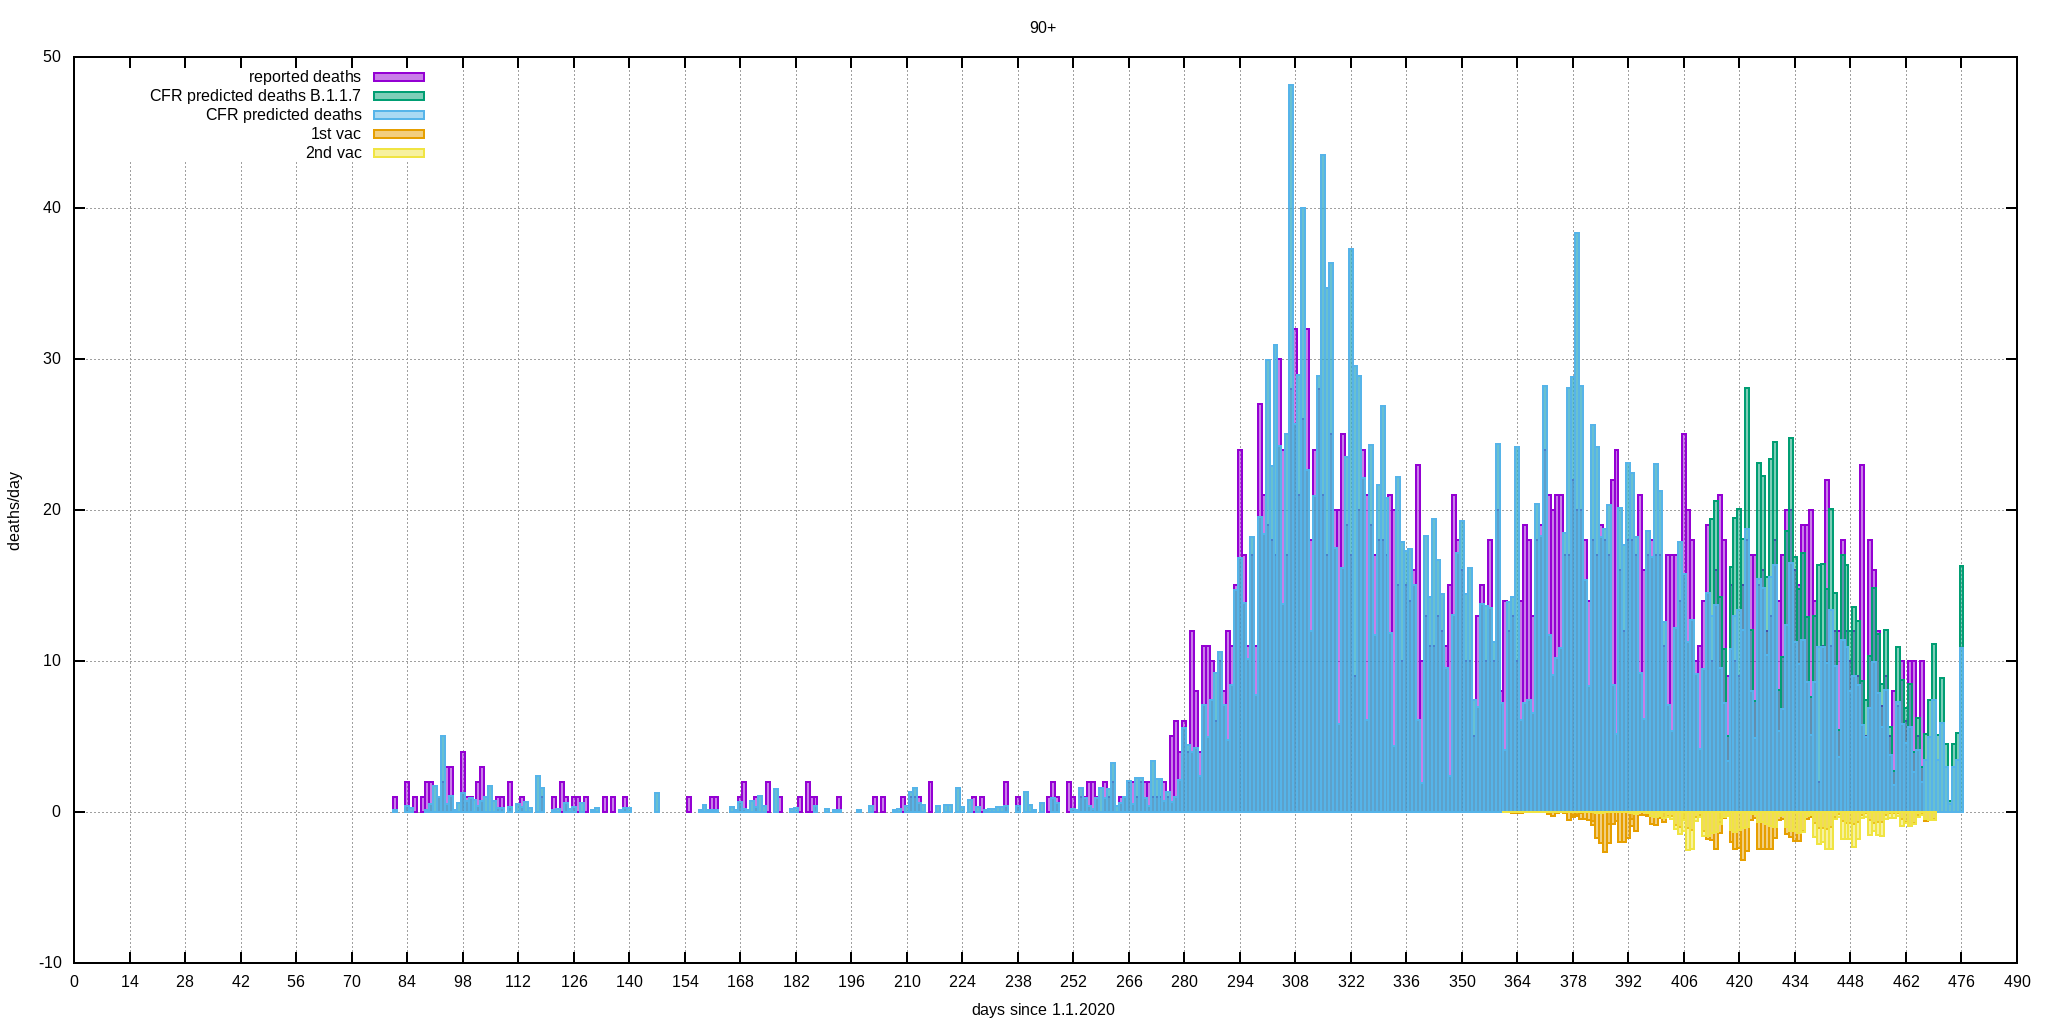 90+
50
40
30
20
10
0
-10
deaths/day
reported deaths
CFR predicted deaths B.1.1.7
CFR predicted deaths
1st vac
2nd vac
0 14 28 42 56 70 84 98 112 126 140 154 168 182 196 210 224 238 252 266 280 294 308 322 336 350 364 378 392 406 420 434 448 462 476 490
days since 1.1.2020